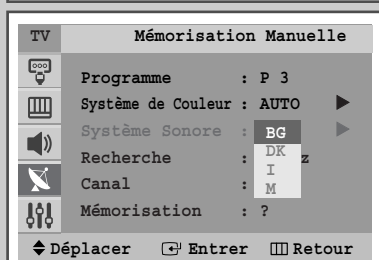 TV Mémorisation Manuelle
Programme : P 3
Système de Couleur : AUTO ▶
Système Sonore : BG ▶
Recherche : DK z
I
Canal : M
Mémorisation : ?
Déplacer Entrer Retour